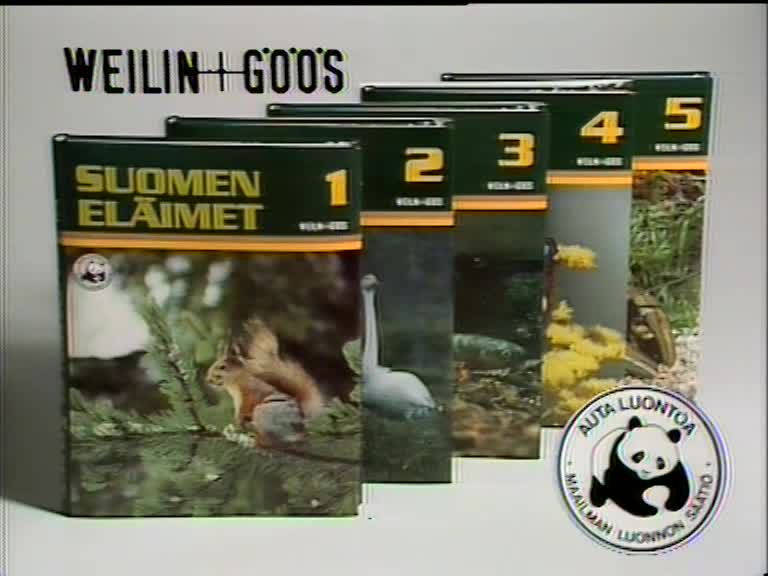 WEILIN+GÖÖS
SUOMEN
ELÄIMET
1
WEILIN+GÖÖS
2
WEILIN+GÖÖS
3
WEILIN+GÖÖS
4
WEILIN+GÖÖS
5
WEILIN+GÖÖS
AUTA LUONTOA
• MAAILMAN LUONNON SÄÄTIÖ •